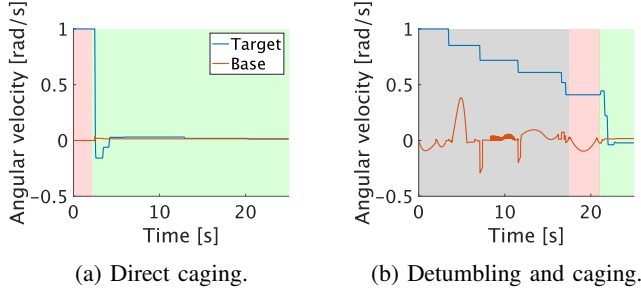 Angular velocity [rad/s]
1
0.5
0
-0.5
Target
Base
0
10
20
Time [s]
(a) Direct caging.
Angular velocity [rad/s]
1
0.5
0
-0.5
0
10
20
Time [s]
(b) Detumbling and caging.